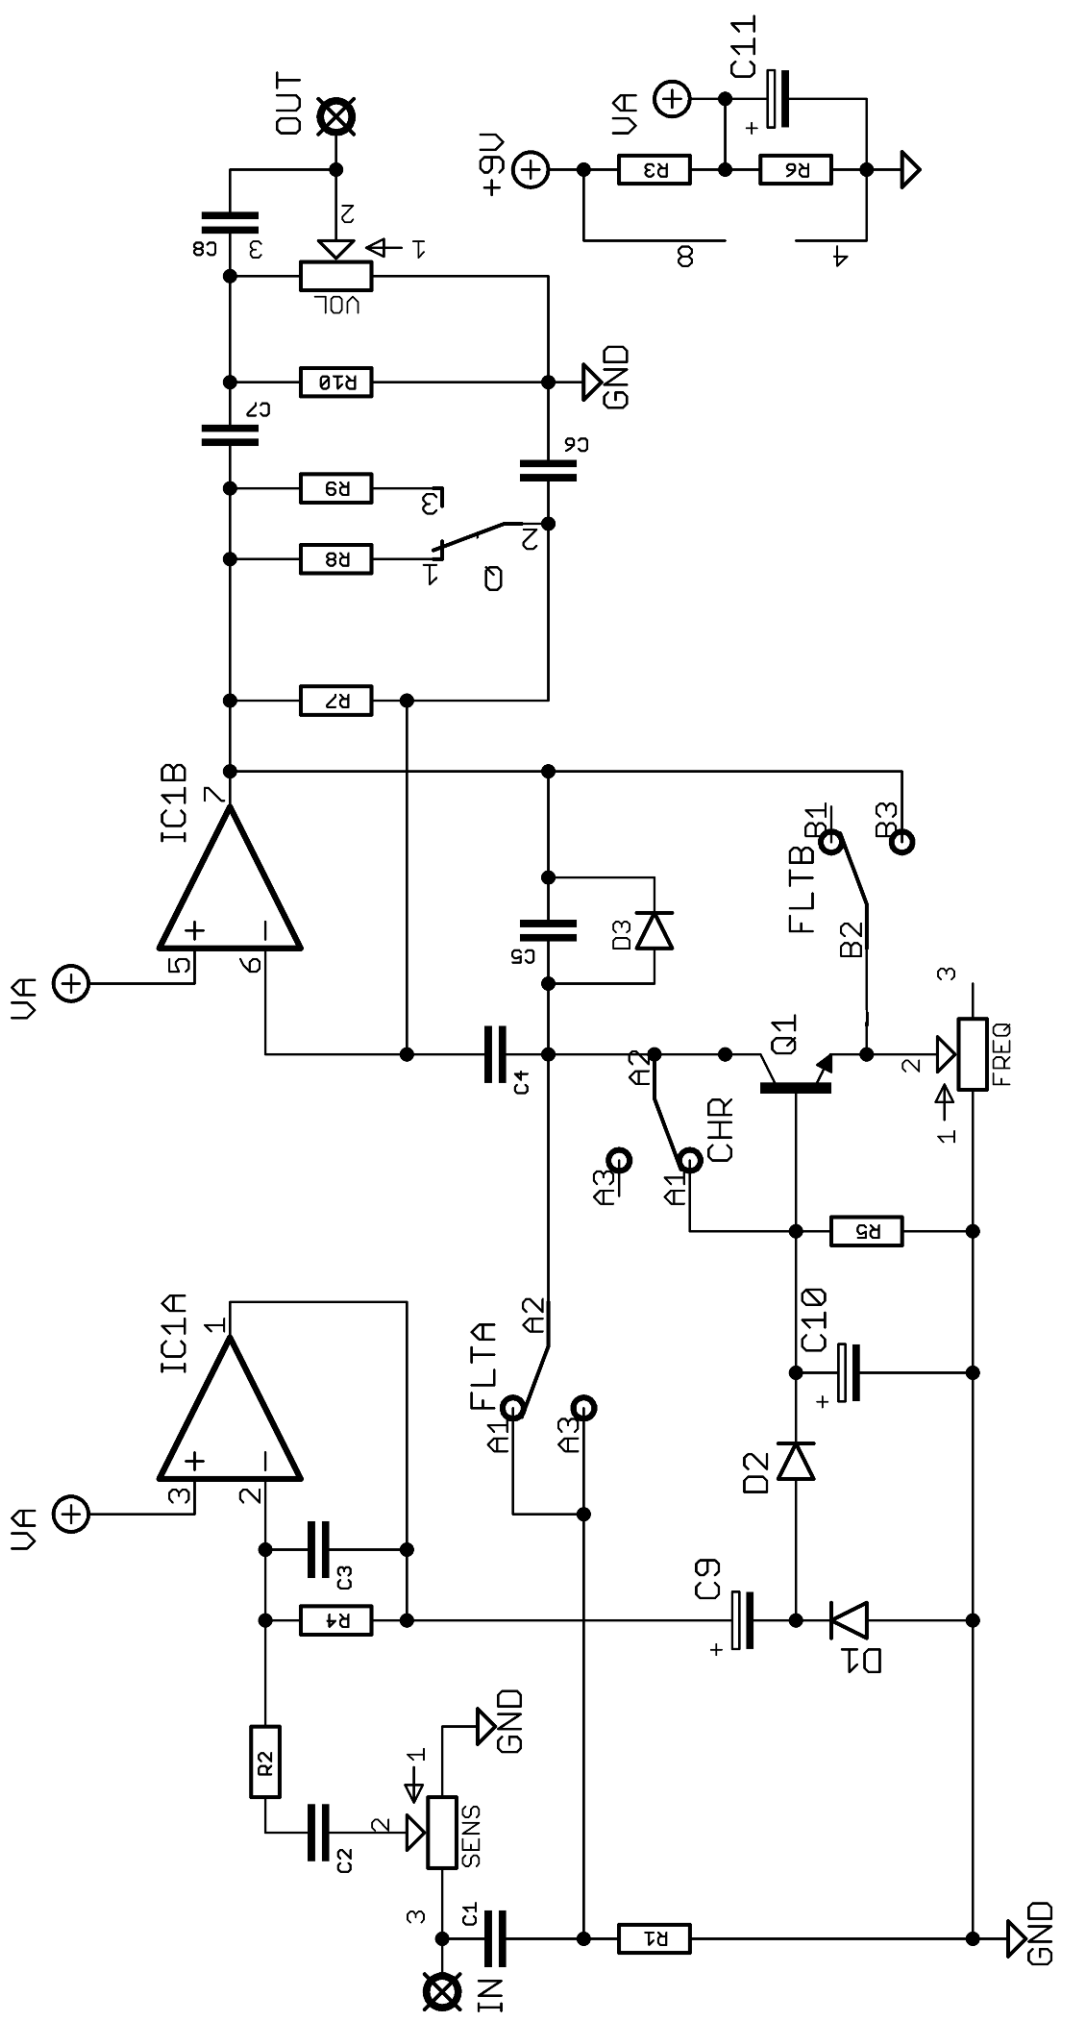 OUT
C8
3
2
1
VOL
R10
C7
GND
C6
R9
3
R8
1
2
Q
R7
+9V
VA
C11
+
R3
R6
8
4
IC1B
7
+
-
5
6
VA
C5
D3
C4
FLTB
B1
B2
B3
Q1
2
3
1
FREQ
A2
CHR
A3
A1
R5
IC1A
1
+
-
3
2
VA
FLTA
A2
A1
A3
C10
+
D2
C3
R4
C9
+
D1
R2
C2
2
1
SENS
GND
3
C1
IN
R1
GND